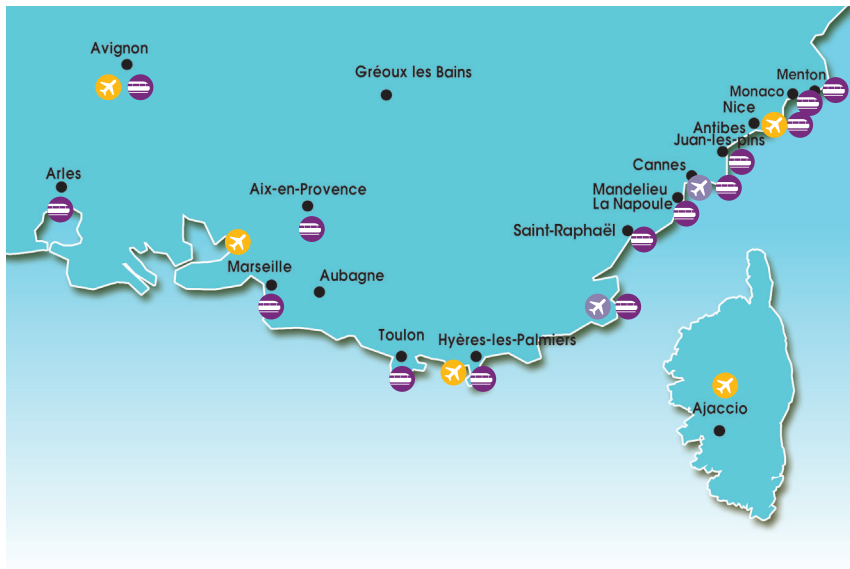 Avignon
Gréoux les Bains
Menton
Monaco
Nice
Antibes
Juan-les-pins
Cannes
Arles
Aix-en-Provence
Mandelieu
La Napoule
Saint-Raphaël
Marseille
Aubagne
Toulon
Hyères-les-Palmiers
Ajaccio